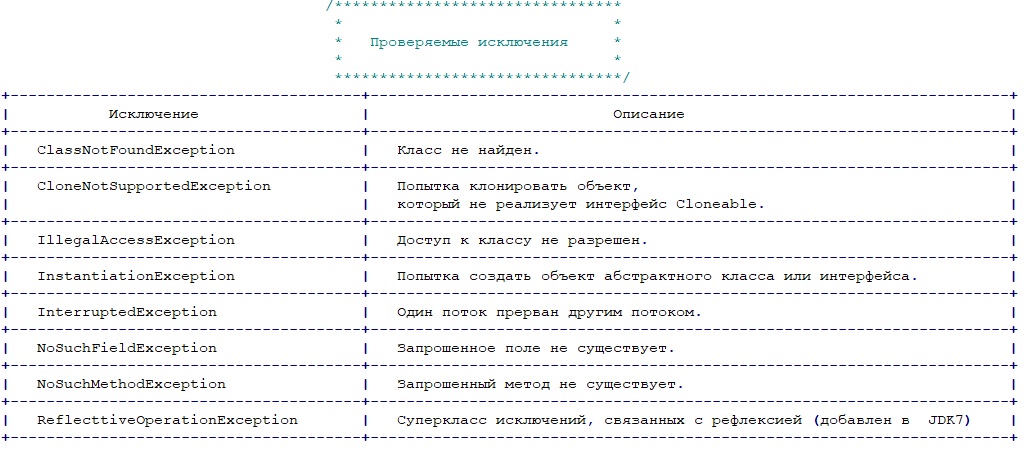 /********************************
* *
* Проверяемые исключения *
* *
********************************/
+---------------------------------------+-----------------------------------------------------------------------+
| Исключение | Описание |
+---------------------------------------+-----------------------------------------------------------------------+
| ClassNotFoundException | Класс не найден. |
+---------------------------------------+-----------------------------------------------------------------------+
| CloneNotSupportedException | Попытка клонировать объект, |
| | который не реализует интерфейс Cloneable. |
+---------------------------------------+-----------------------------------------------------------------------+
| IllegalAccessException | Доступ к классу не разрешен. |
+---------------------------------------+-----------------------------------------------------------------------+
| InstantiationException | Попытка создать объект абстрактного класса или интерфейса. |
+---------------------------------------+-----------------------------------------------------------------------+
| InterruptedException | Один поток прерван другим потоком. |
+---------------------------------------+-----------------------------------------------------------------------+
| NoSuchFieldException | Запрошенное поле не существует. |
+---------------------------------------+-----------------------------------------------------------------------+
| NoSuchMethodException | Запрошенный метод не существует. |
+---------------------------------------+-----------------------------------------------------------------------+
| ReflecttiveOperationException | Суперкласс исключений, связанных с рефлексией (добавлен в JDK7) |
+---------------------------------------+-----------------------------------------------------------------------+